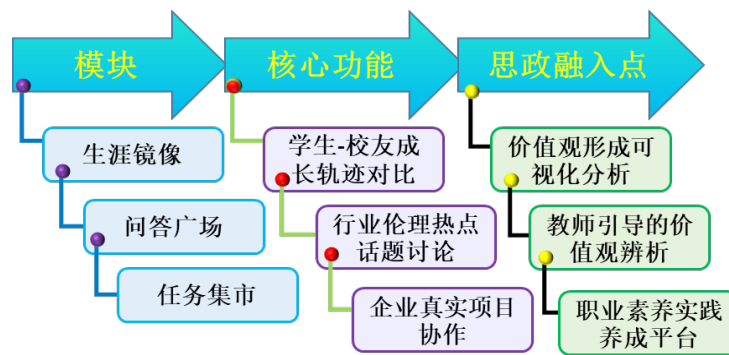 模块
核心功能
思政融入点
生涯镜像
问答广场
任务集市
学生-校友成
长轨迹对比
行业伦理热点
话题讨论
企业真实项目
协作
价值观形成可
视化分析
教师引导的价
值观辨析
职业素养实践
养成平台